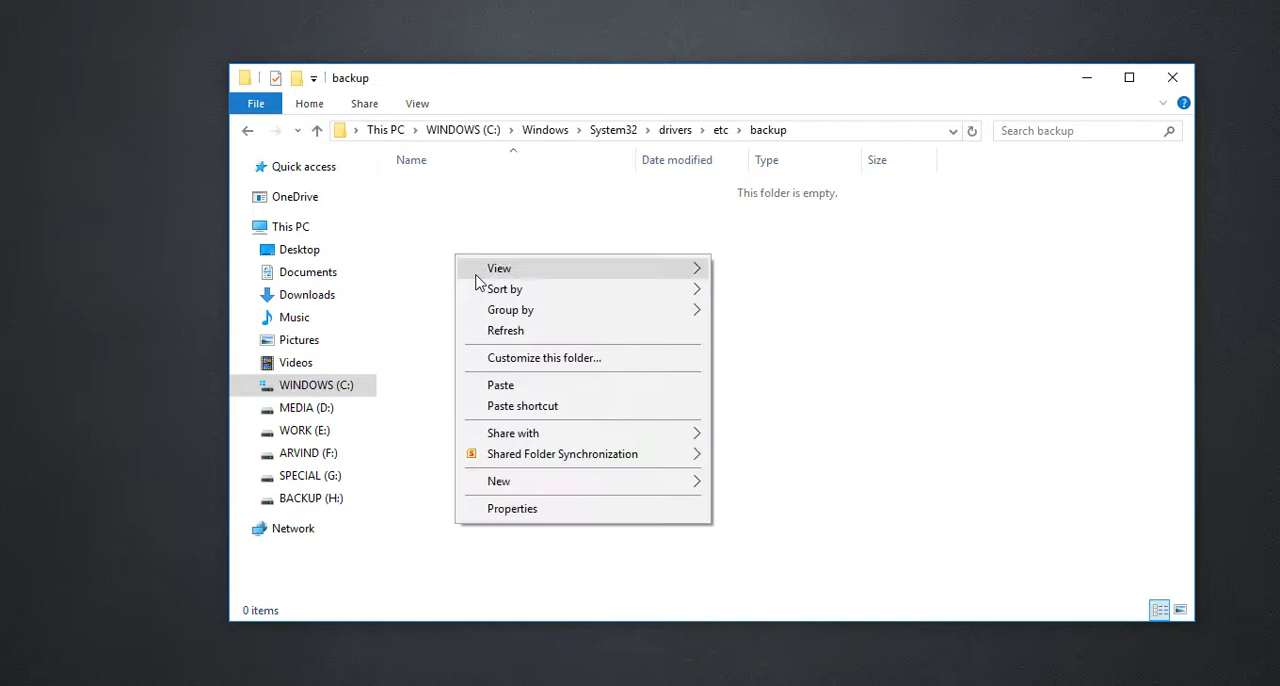 backup
File Home Share View
This PC WINDOWS (C:) Windows System32 drivers etc backup
Search backup
Name Date modified Type Size
This folder is empty.
Quick access
OneDrive
This PC
Desktop
Documents
Downloads
Music
Pictures
Videos
WINDOWS (C:)
MEDIA (D:)
WORK (E:)
ARVIND (F:)
SPECIAL (G:)
BACKUP (H:)
Network
View
Sort by
Group by
Refresh
Customize this folder...
Paste
Paste shortcut
Share with
S Shared Folder Synchronization
New
Properties
0 items